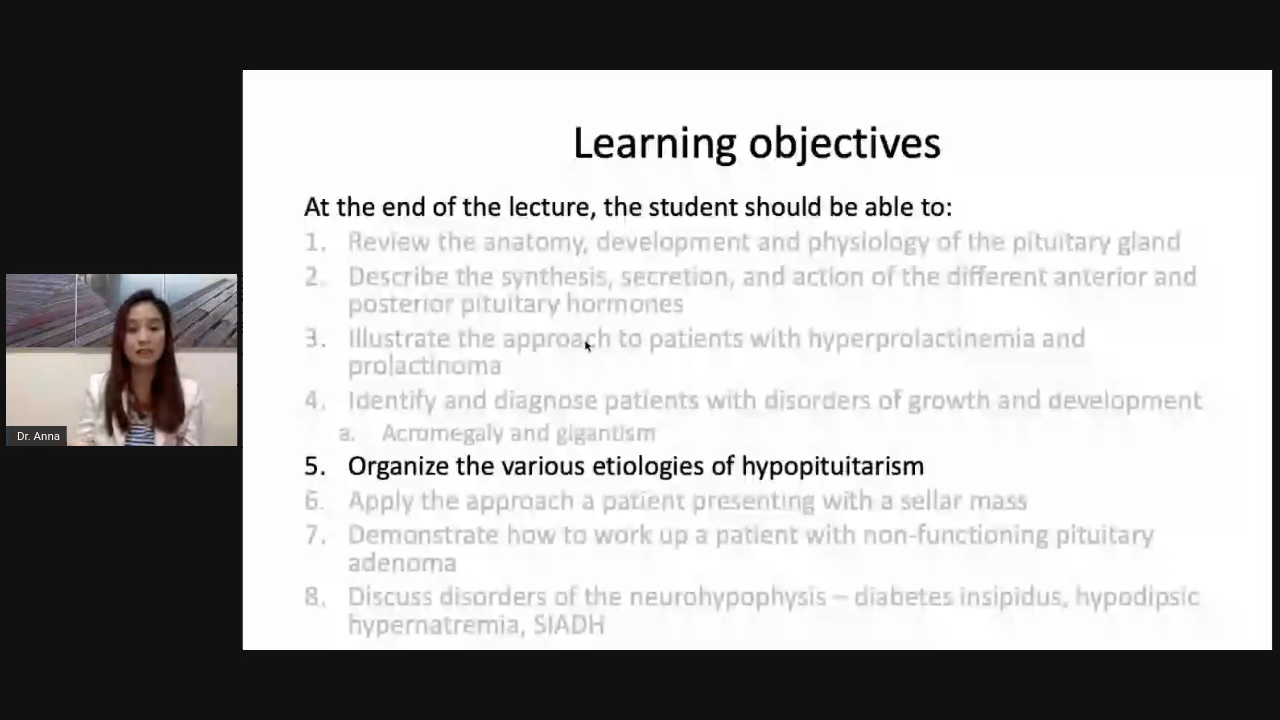 Learning objectives
At the end of the lecture, the student should be able to:
1. Review the anatomy, development and physiology of the pituitary gland
2. Describe the synthesis, secretion, and action of the different anterior and
posterior pituitary hormones
3. Illustrate the approach to patients with hyperprolactinemia and
prolactinoma
4. Identify and diagnose patients with disorders of growth and development
a. Acromegaly and gigantism
5. Organize the various etiologies of hypopituitarism
6. Apply the approach a patient presenting with a sellar mass
7. Demonstrate how to work up a patient with non-functioning pituitary
adenoma
8. Discuss disorders of the neurohypophysis – diabetes insipidus, hypodipsic
hypernatremia, SIADH
Dr. Anna